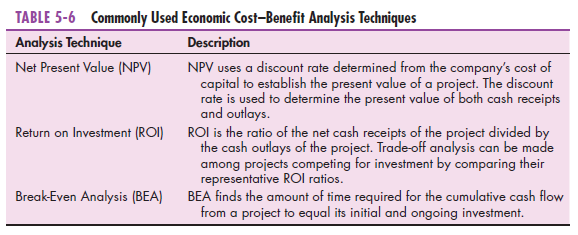 TABLE 5-6 Commonly Used Economic Cost–Benefit Analysis Techniques
Analysis Technique Description
Net Present Value (NPV) NPV uses a discount rate determined from the company's cost of
capital to establish the present value of a project. The discount
rate is used to determine the present value of both cash receipts
and outlays.
Return on Investment (ROI) ROI is the ratio of the net cash receipts of the project divided by
the cash outlays of the project. Trade-off analysis can be made
among projects competing for investment by comparing their
representative ROI ratios.
Break-Even Analysis (BEA) BEA finds the amount of time required for the cumulative cash flow
from a project to equal its initial and ongoing investment.